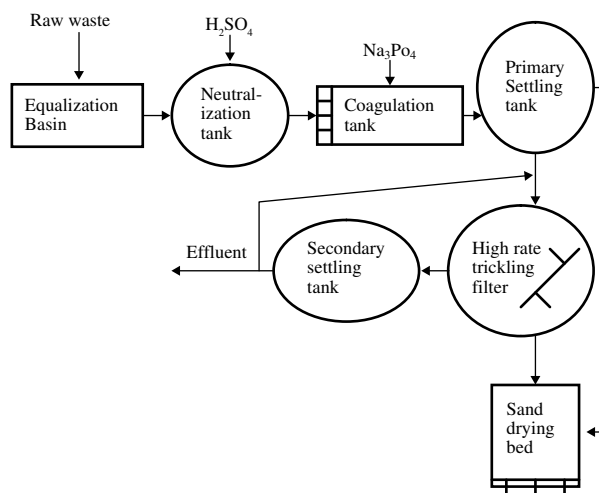 Raw waste
H₂SO₄
Na₃Po₄
Equalization
Basin
Neutral-
ization
tank
Coagulation
tank
Primary
Settling
tank
Effluent
Secondary
settling
tank
High rate
trickling
filter
Sand
drying
bed